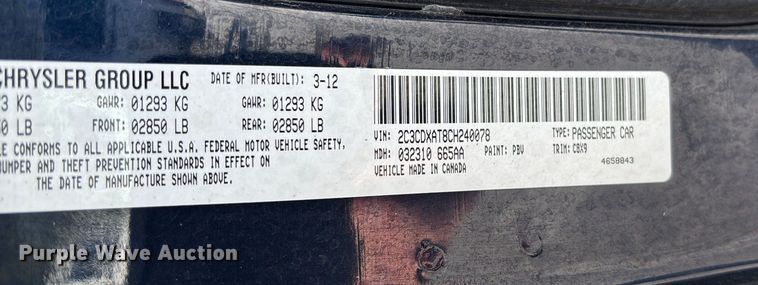 CHRYSLER GROUP LLC DATE OF MFR(BUILT): 3-12
KG GAWR: 01293 KG GAWR: 01293 KG
LB FRONT: 02850 LB REAR: 02850 LB
CONFORMS TO ALL APPLICABLE U.S.A. FEDERAL MOTOR VEHICLE SAFETY,
AND THEFT PREVENTION STANDARDS IN EFFECT ON
THE DATE OF MANUFACTURE SHOWN ABOVE.
VIN: 2C3CDXAT8CH240078 TYPE: PASSENGER CAR
MDH: 032310 665AA PAINT: PBV TRIM: CBX9
VEHICLE MADE IN CANADA 4658843
Purple Wave Auction